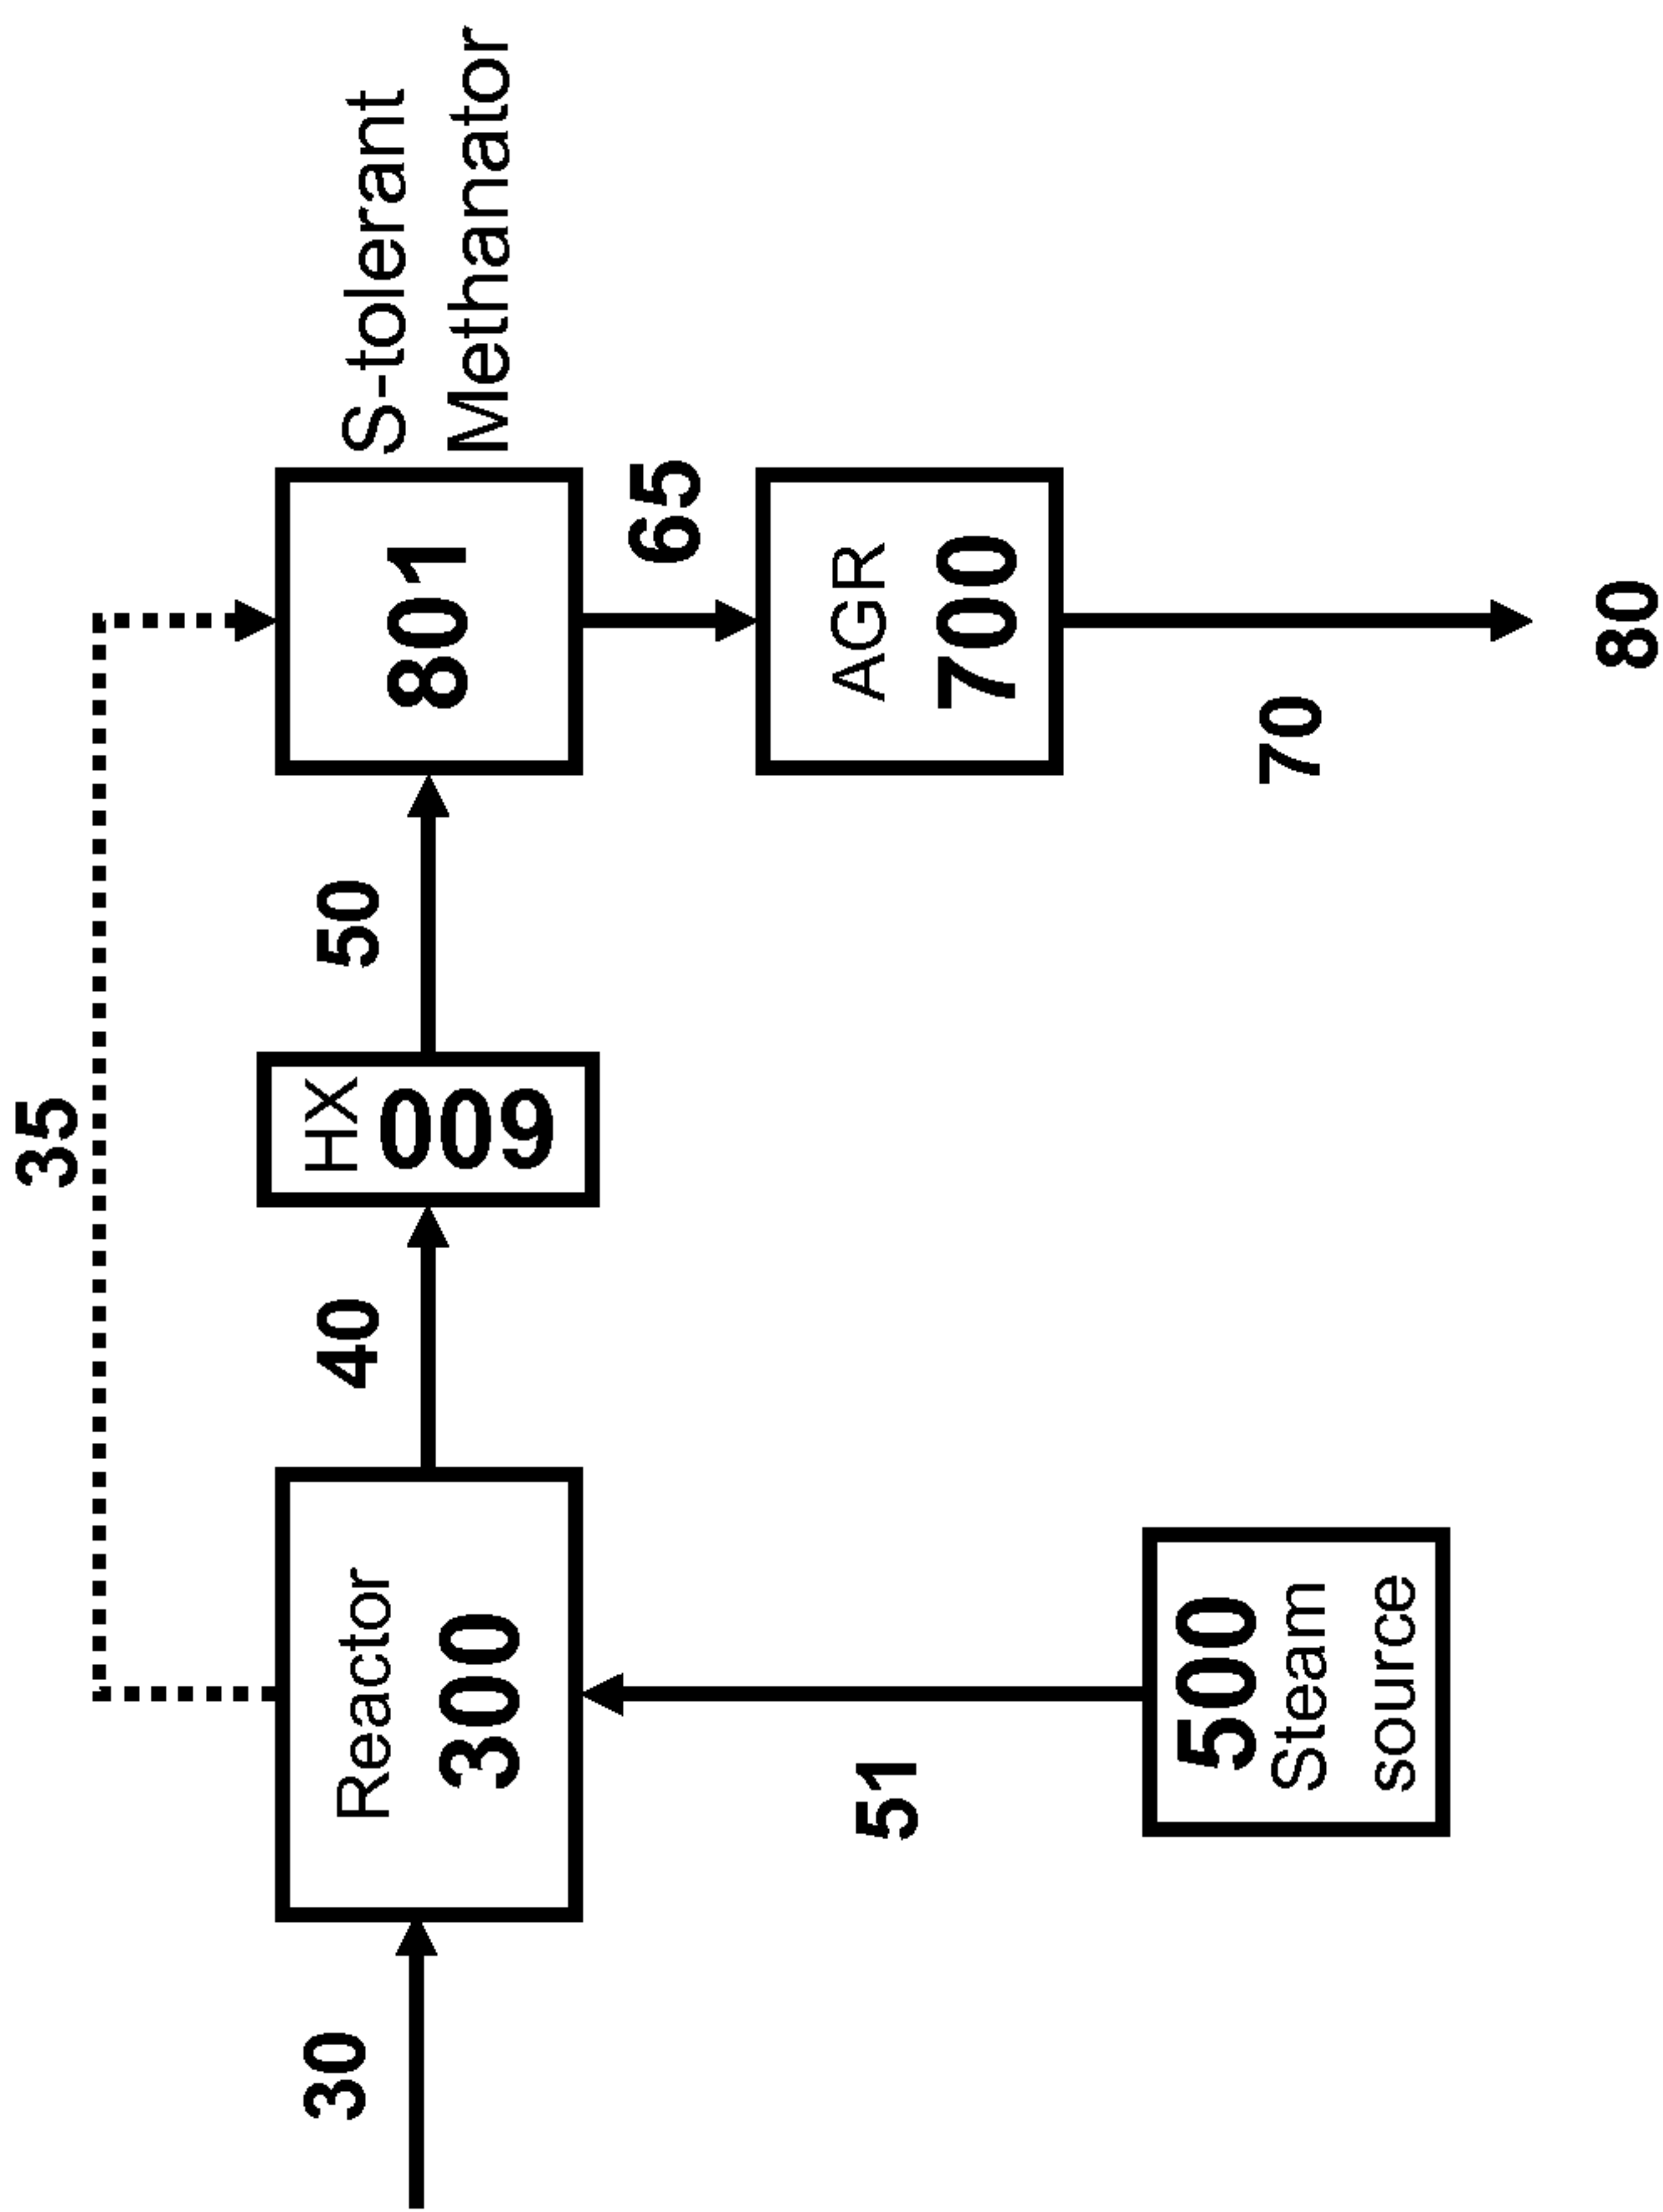 35
30
Reactor
300
40
HX
600
50
801
S-tolerant
Methanator
65
AGR
700
51
500
Steam
source
70
80